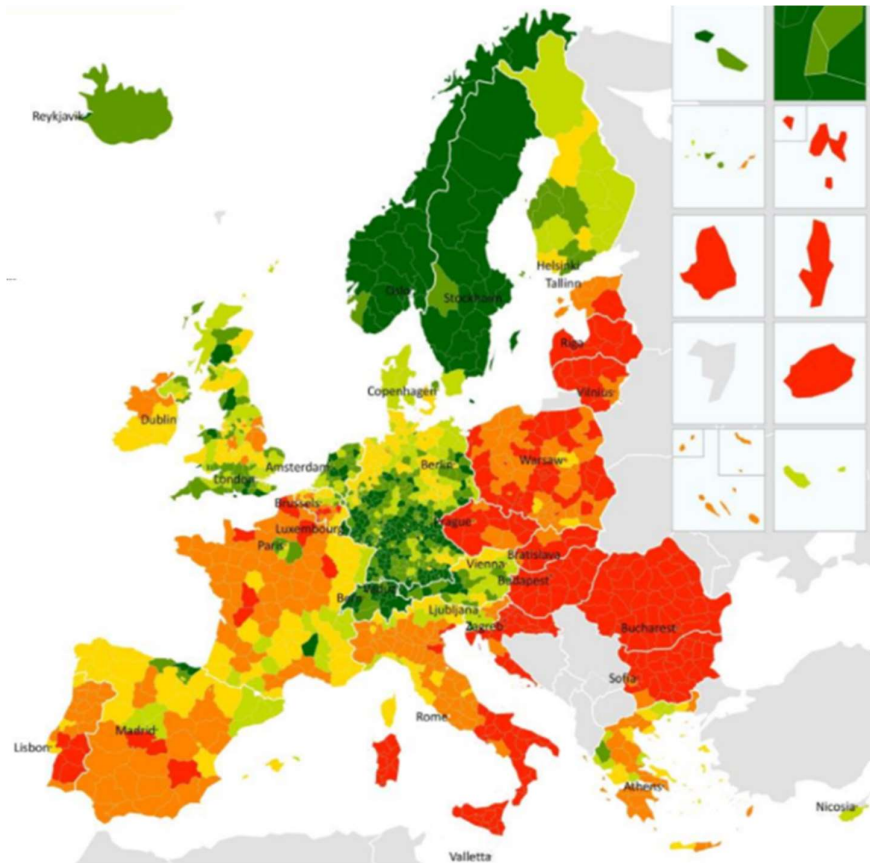 Reykjavik
Oslo
Stockholm
Helsinki
Tallinn
Riga
Copenhagen
Vilnius
Dublin
Amsterdam
Berlin
Warsaw
London
Brussels
Prague
Luxembourg
Paris
Bratislava
Vienna
Budapest
Vaduz
Ljubljana
Zagreb
Bucharest
Sofia
Rome
Madrid
Lisbon
Athens
Nicosia
Valletta